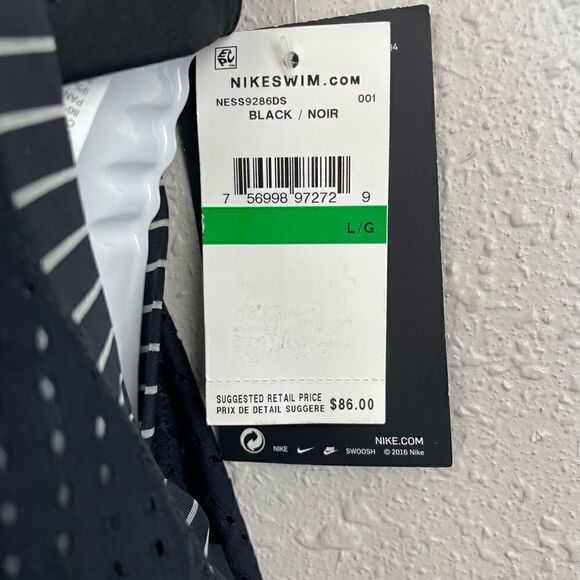 NIKESWIM.COM
NESS9286DS 001
BLACK / NOIR
7 56998 97272 9
L/G
SUGGESTED RETAIL PRICE
PRIX DE DETAIL SUGGERE $86.00
NIKE.COM
NIKE SWOOSH © 2016 Nike